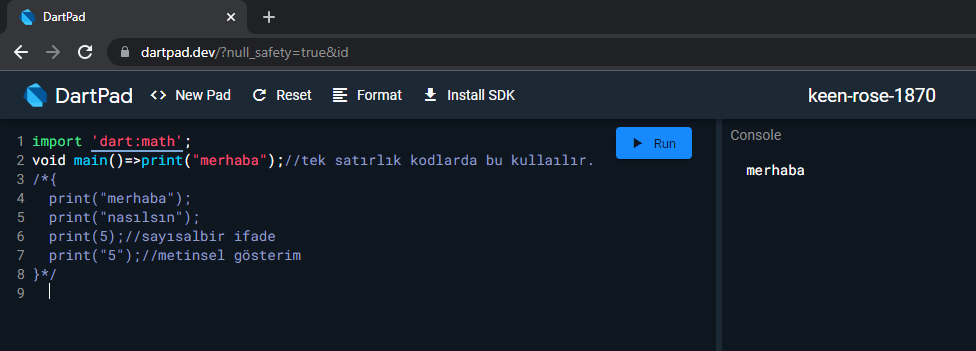 DartPad
dartpad.dev/?null_safety=true&id
DartPad
<> New Pad
Reset
Format
Install SDK
keen-rose-1870
1 import 'dart:math';
2 void main()=>print("merhaba");//tek satırlık kodlarda bu kullaılır.
3 /*{
4   print("merhaba");
5   print("nasılsın");
6   print(5);//sayısalbir ifade
7   print("5");//metinsel gösterim
8 }*/
9
Run
Console
merhaba